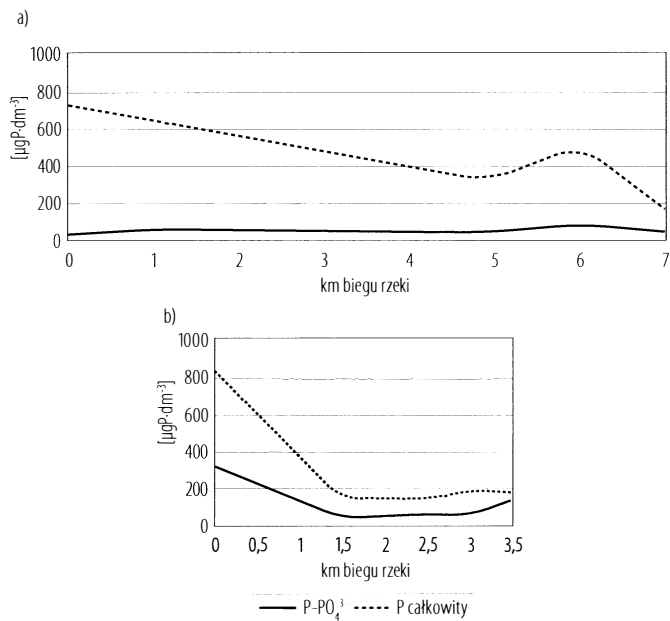 a)
1000
800
600
400
200
0
[µgP·dm⁻³]
0 1 2 3 4 5 6 7
km biegu rzeki
b)
1000
800
600
400
200
0
[µgP·dm⁻³]
0 0,5 1 1,5 2 2,5 3 3,5
km biegu rzeki
P-PO₄³ P całkowity